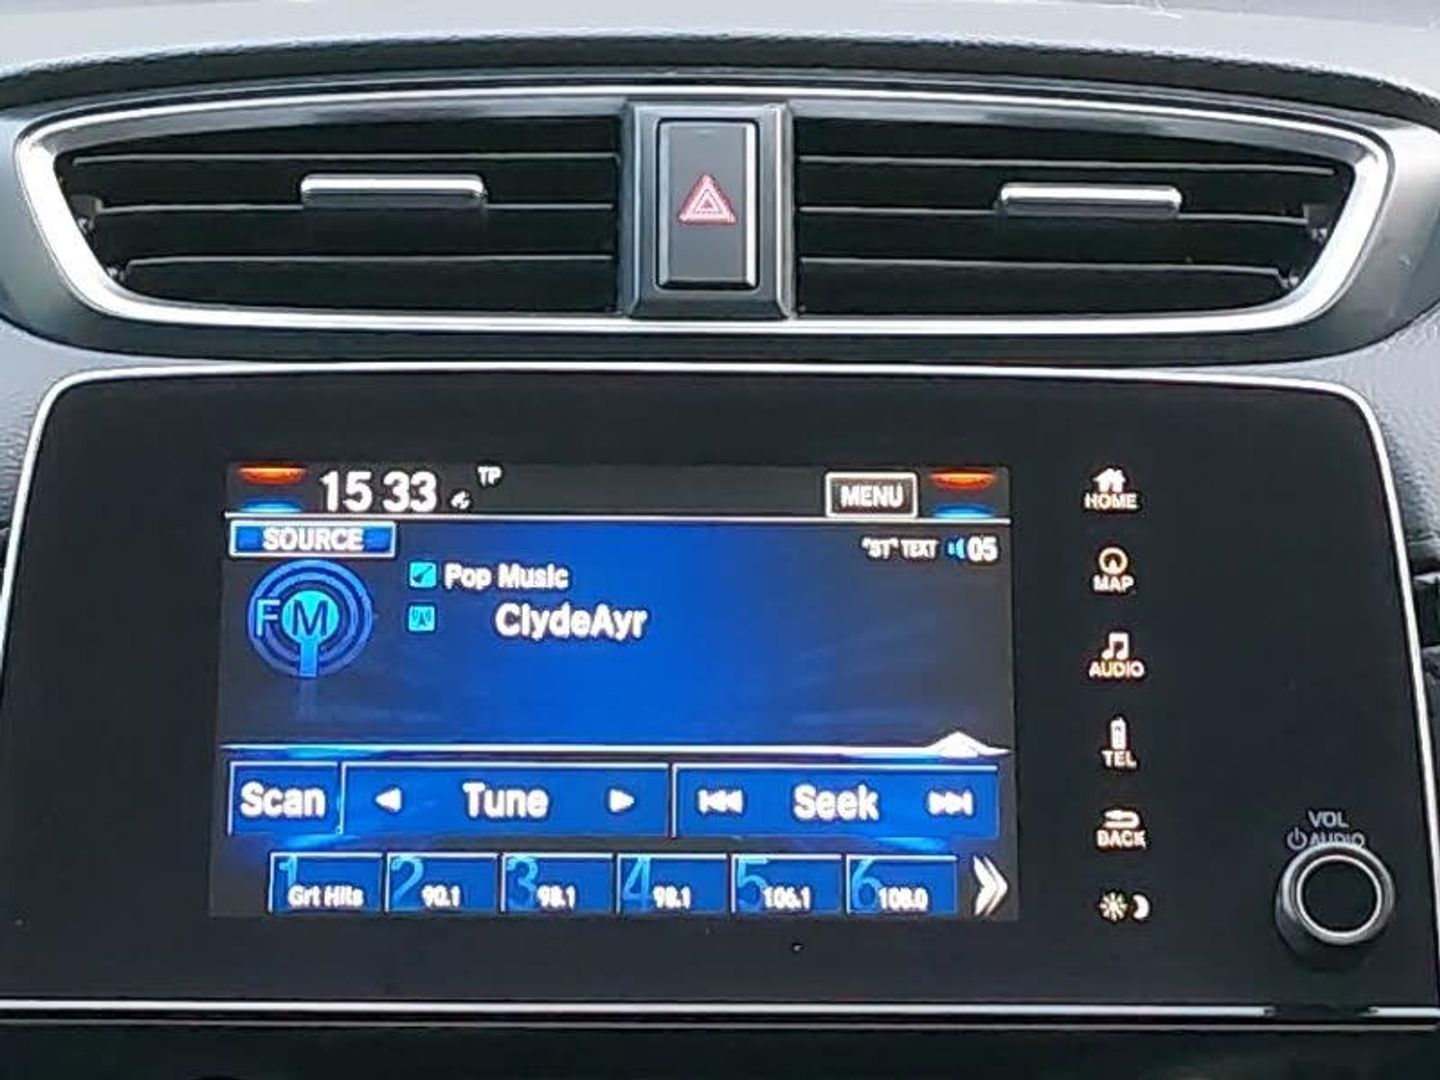 15 33 TP MENU
SOURCE
"ST" TEXT 05
Pop Music
FM
ClydeAyr
Scan Tune Seek
1 Grt Hits 2 90.1 3 98.1 4 98.1 5 106.1 6 108.0
HOME
MAP
AUDIO
TEL
BACK
VOL
AUDIO